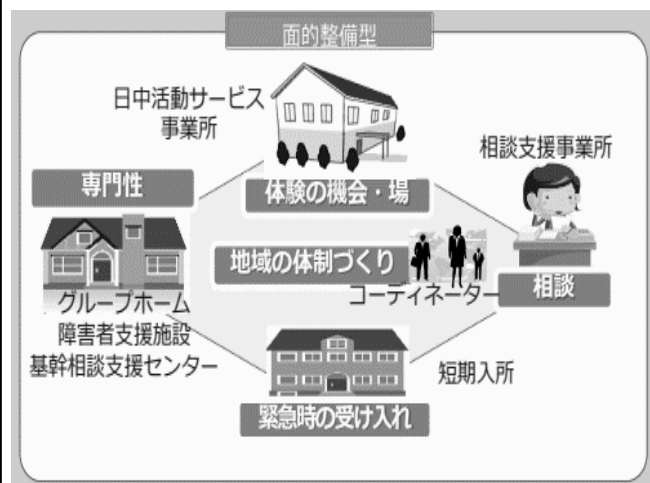 面的整備型
日中活動サービス
事業所
体験の機会・場
相談支援事業所
専門性
地域の体制づくり
コーディネーター
相談
グループホーム
障害者支援施設
基幹相談支援センター
短期入所
緊急時の受け入れ